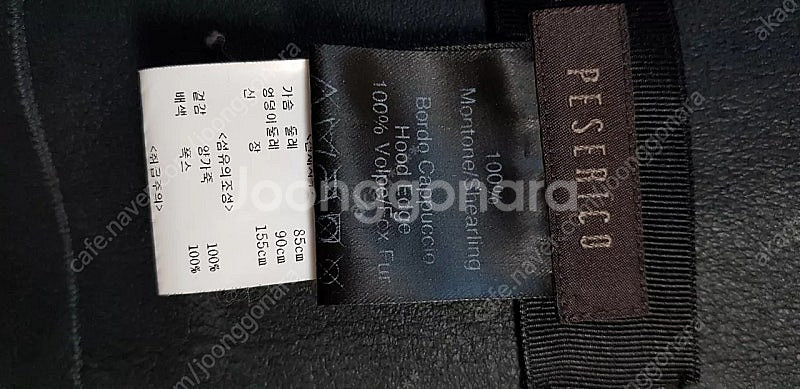 PESERICO
100%
Montone/Shearling
Bordo Cappuccio
Hood Edge
100% Volpe/Fox Fur
가슴 둘레 85cm
엉덩이둘레 90cm
신 장 155cm
<섬유의조성>
겉감 양가죽 100%
배색 폭스 100%
<취급주의>
Joonggonara
cafe.naver.com/joonggonara